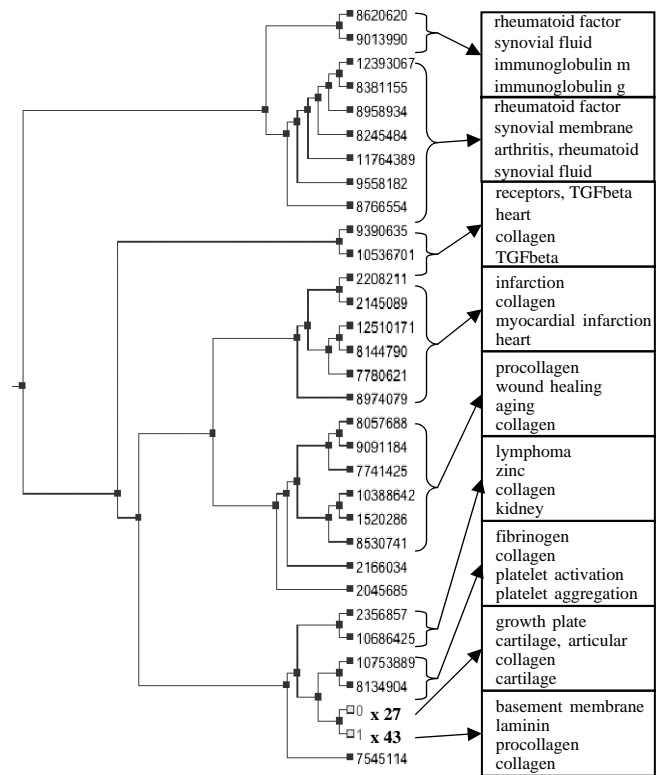 8620620
9013990
12393067
8381155
8958934
8245484
11764389
9558182
8766554
9390635
10536701
2208211
2145089
12510171
8144790
7780621
8974079
8057688
9091184
7741425
10388642
1520286
8530741
2166034
2045685
2356857
10686425
10753889
8134904
0 x 27
1 x 43
7545114
rheumatoid factor
synovial fluid
immunoglobulin m
immunoglobulin g
rheumatoid factor
synovial membrane
arthritis, rheumatoid
synovial fluid
receptors, TGFbeta
heart
collagen
TGFbeta
infarction
collagen
myocardial infarction
heart
procollagen
wound healing
aging
collagen
lymphoma
zinc
collagen
kidney
fibrinogen
collagen
platelet activation
platelet aggregation
growth plate
cartilage, articular
collagen
cartilage
basement membrane
laminin
procollagen
collagen